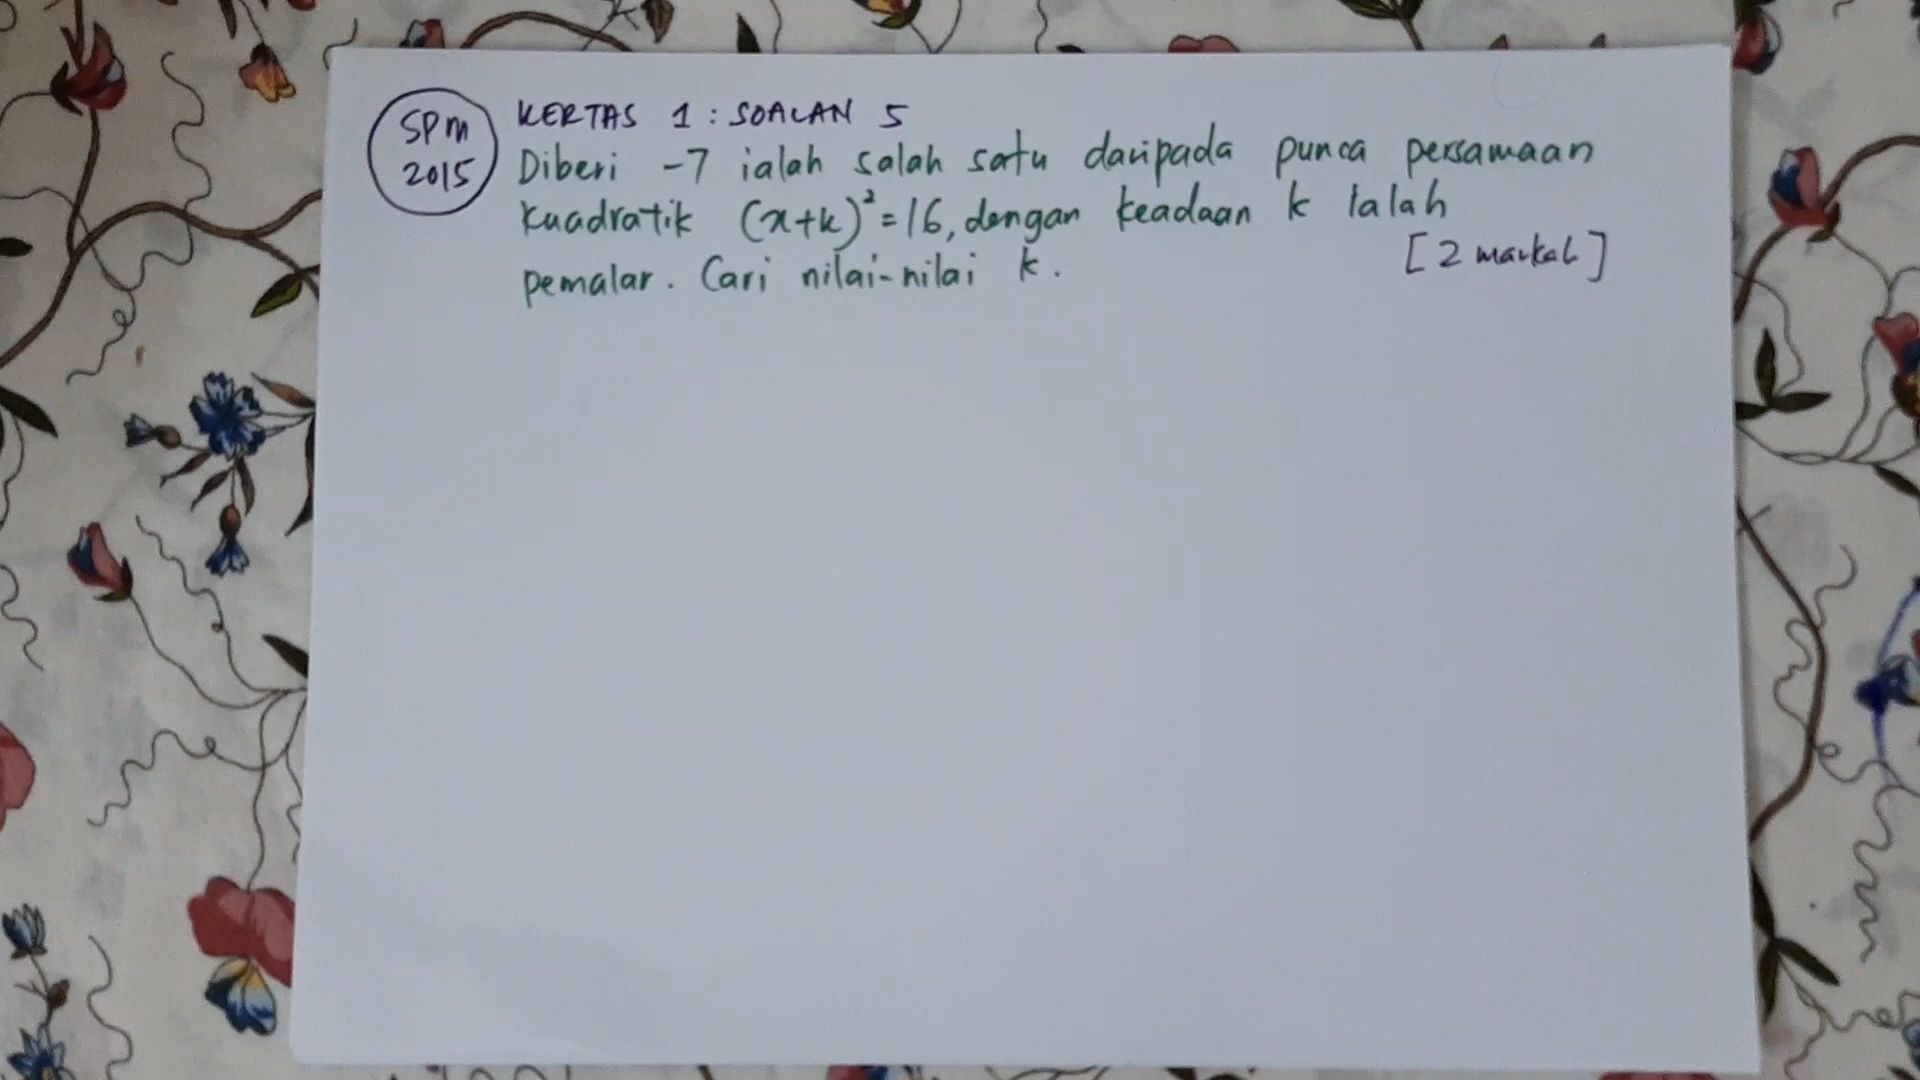 SPM
2015
KERTAS 1 : SOALAN 5
Diberi -7 ialah salah satu daripada punca persamaan
kuadratik (x+k)²=16, dengan keadaan k ialah
pemalar. Cari nilai-nilai k.
[2 markah]